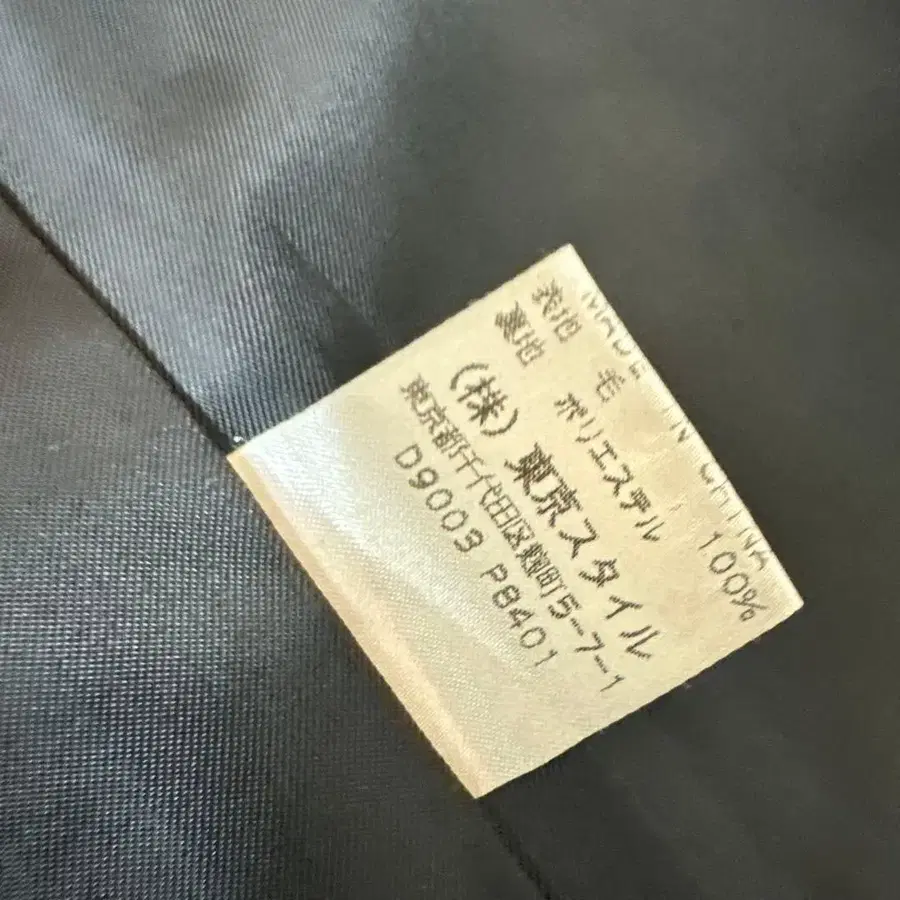 MADE IN CHINA
表地 毛 100%
裏地 ポリエステル
(株) 東京スタイル
東京都千代田区麹町5-7-1
D9003 P8401